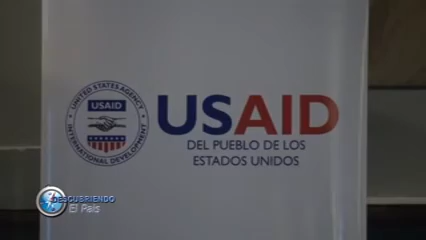 UNITED STATES AGENCY
USAID
INTERNATIONAL DEVELOPMENT
USAID
DEL PUEBLO DE LOS
ESTADOS UNIDOS
DESCUBRIENDO
El País